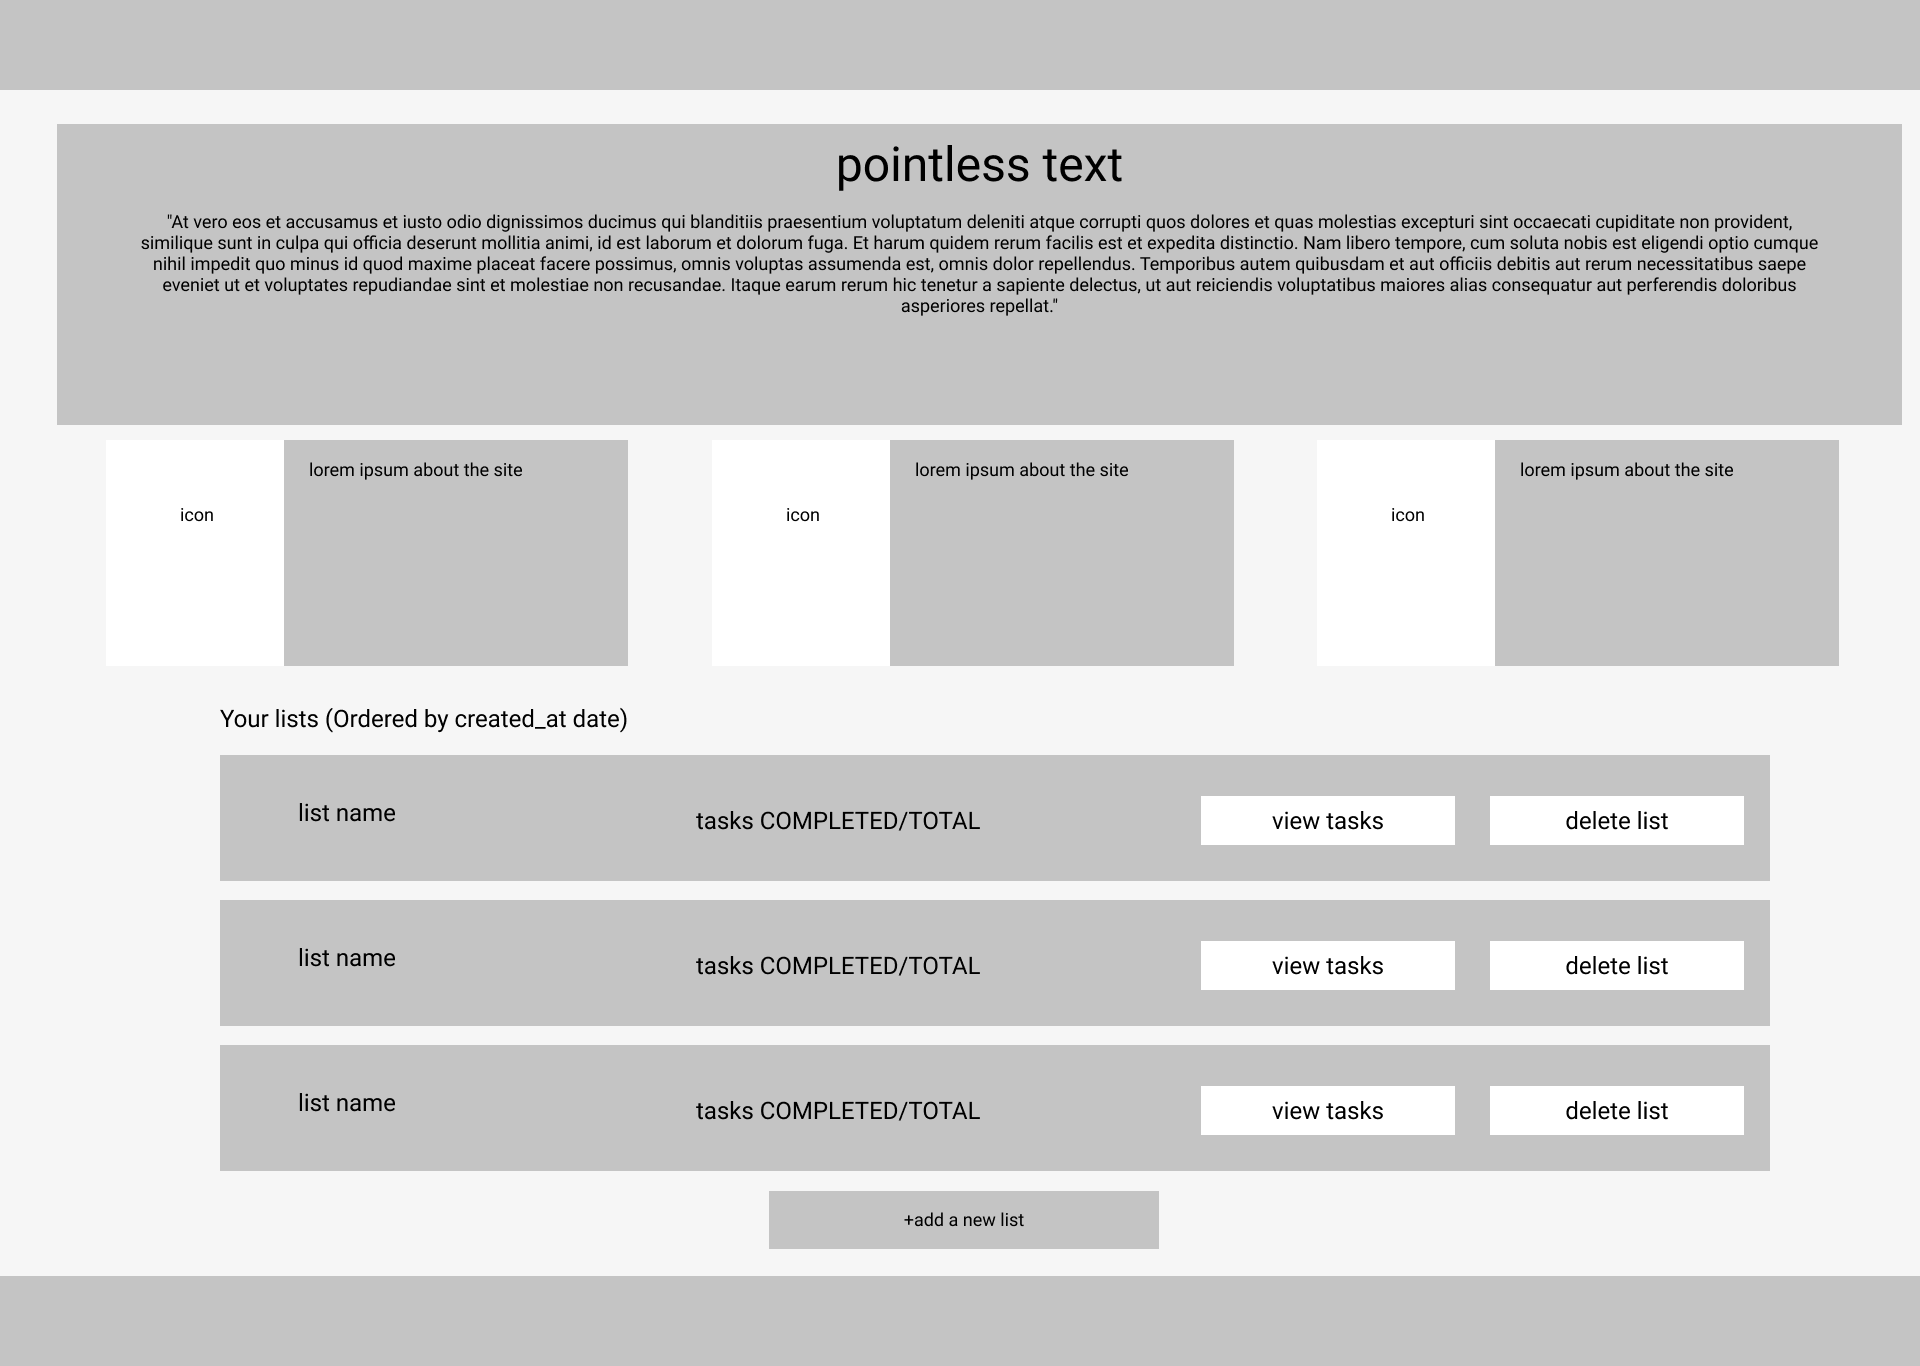 pointless text
"At vero eos et accusamus et iusto odio dignissimos ducimus qui blanditiis praesentium voluptatum deleniti atque corrupti quos dolores et quas molestias excepturi sint occaecati cupiditate non provident,
similique sunt in culpa qui officia deserunt mollitia animi, id est laborum et dolorum fuga. Et harum quidem rerum facilis est et expedita distinctio. Nam libero tempore, cum soluta nobis est eligendi optio cumque
nihil impedit quo minus id quod maxime placeat facere possimus, omnis voluptas assumenda est, omnis dolor repellendus. Temporibus autem quibusdam et aut officiis debitis aut rerum necessitatibus saepe
eveniet ut et voluptates repudiandae sint et molestiae non recusandae. Itaque earum rerum hic tenetur a sapiente delectus, ut aut reiciendis voluptatibus maiores alias consequatur aut perferendis doloribus
asperiores repellat."
icon
lorem ipsum about the site
icon
lorem ipsum about the site
icon
lorem ipsum about the site
Your lists (Ordered by created_at date)
list name
tasks COMPLETED/TOTAL
view tasks
delete list
list name
tasks COMPLETED/TOTAL
view tasks
delete list
list name
tasks COMPLETED/TOTAL
view tasks
delete list
+add a new list